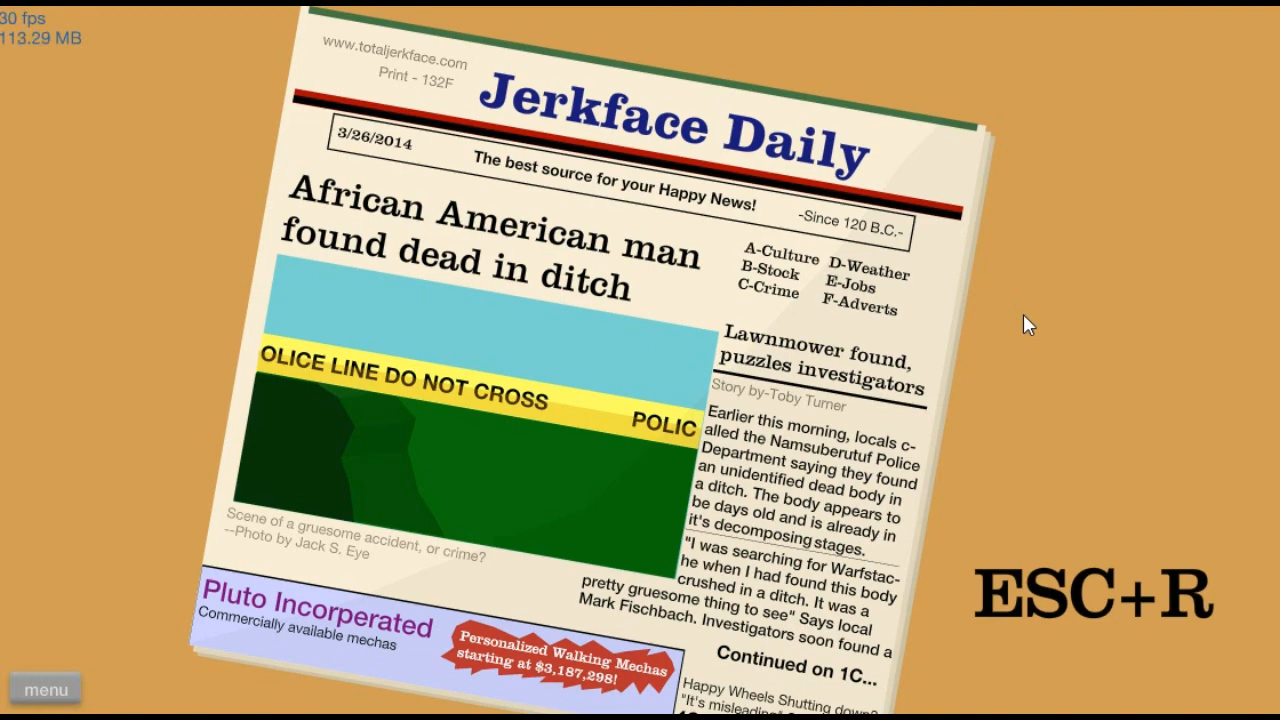 30 fps
113.29 MB
www.totaljerkface.com
Print - 132F
Jerkface Daily
3/26/2014
The best source for your Happy News!
-Since 120 B.C.-
African American man
found dead in ditch
A-Culture D-Weather
B-Stock E-Jobs
C-Crime F-Adverts
OLICE LINE DO NOT CROSS POLIC
Scene of a gruesome accident, or crime?
--Photo by Jack S. Eye
Lawnmower found,
puzzles investigators
Story by-Toby Turner
Earlier this morning, locals c-
alled the Namsuberutuf Police
Department saying they found
an unidentified dead body in
a ditch. The body appears to
be days old and is already in
it's decomposing stages.
"I was searching for Warfstac-
he when I had found this body
crushed in a ditch. It was a
pretty gruesome thing to see" Says local
Mark Fischbach. Investigators soon found a
Continued on 1C...
Pluto Incorperated
Commercially available mechas
Personalized Walking Mechas
starting at $3,187,298!
Happy Wheels Shutting down?
"It's misleading"
ESC+R
menu